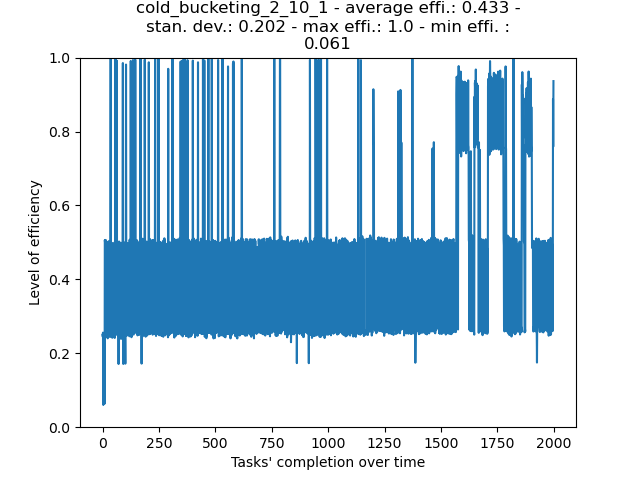 cold_bucketing_2_10_1 - average effi.: 0.433 -
stan. dev.: 0.202 - max effi.: 1.0 - min effi. :
0.061
1.0
0.8
0.6
0.4
0.2
0.0
Level of efficiency
0 250 500 750 1000 1250 1500 1750 2000
Tasks' completion over time